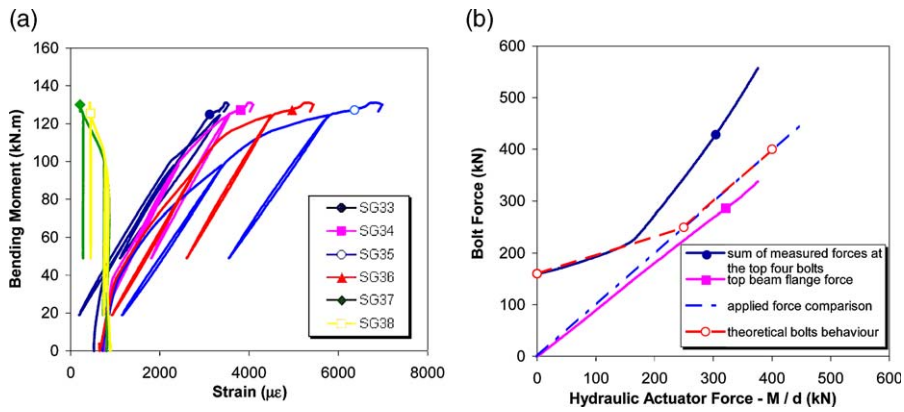 (a)
Bending Moment (kN.m)
160
140
120
100
80
60
40
20
0
0
2000
4000
6000
8000
Strain (µε)
SG33
SG34
SG35
SG36
SG37
SG38
(b)
Bolt Force (kN)
600
500
400
300
200
100
0
0
100
200
300
400
500
600
Hydraulic Actuator Force - M / d (kN)
sum of measured forces at
the top four bolts
top beam flange force
applied force comparison
theoretical bolts behaviour